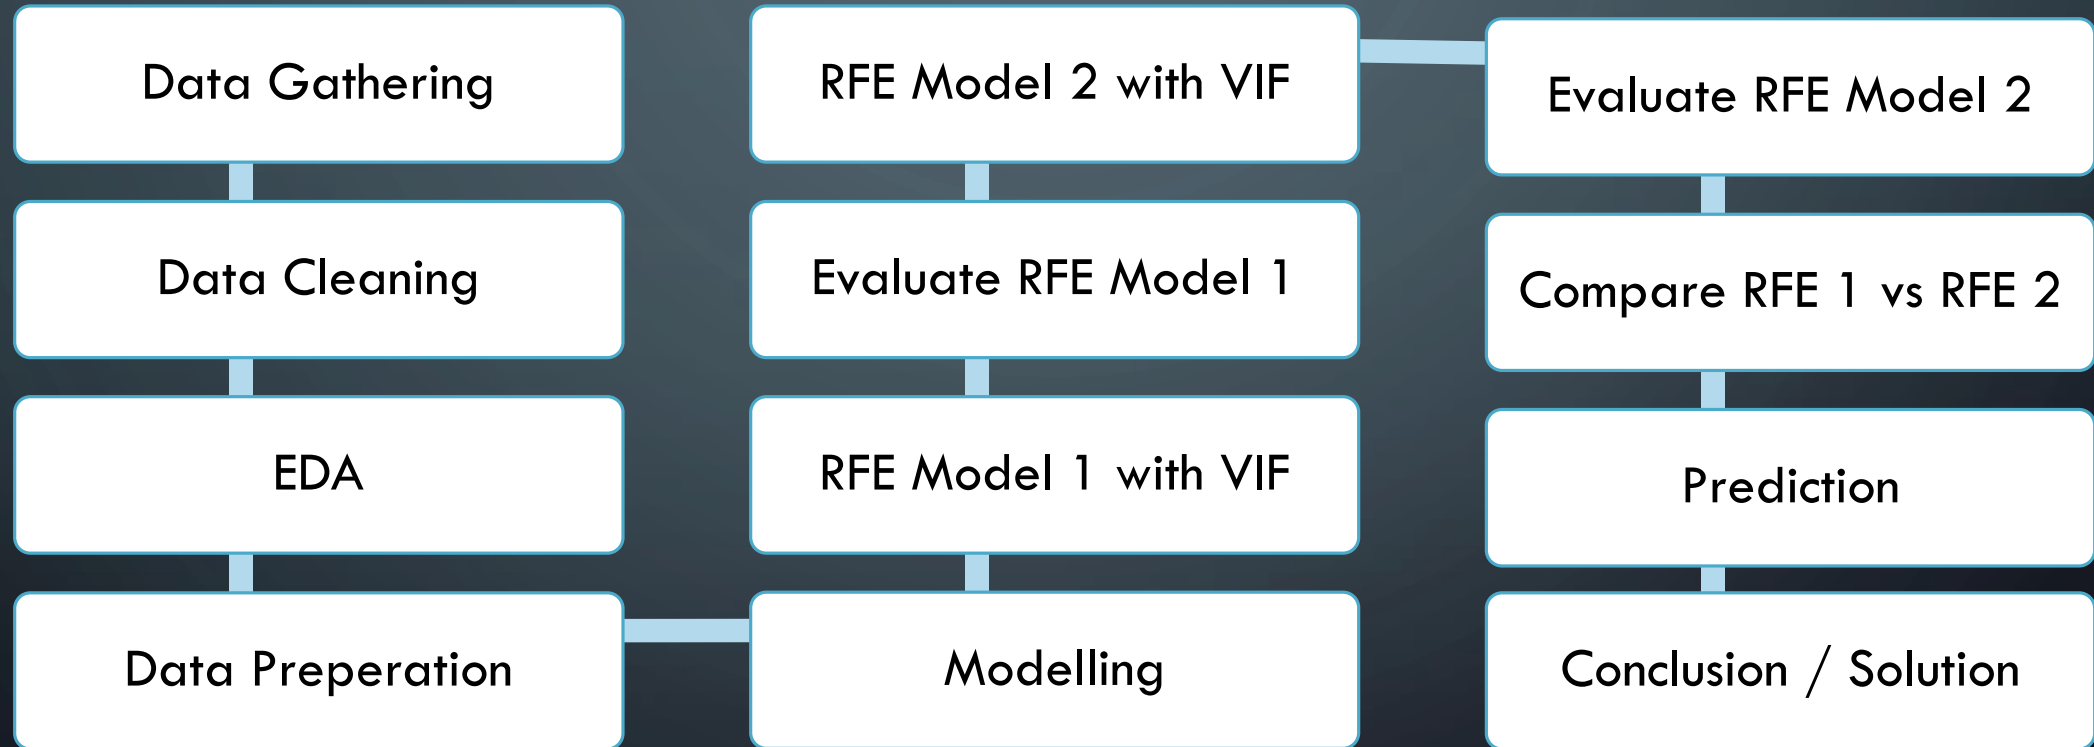 Data Gathering
Data Cleaning
EDA
Data Preperation
Modelling
RFE Model 1 with VIF
Evaluate RFE Model 1
RFE Model 2 with VIF
Evaluate RFE Model 2
Compare RFE 1 vs RFE 2
Prediction
Conclusion / Solution